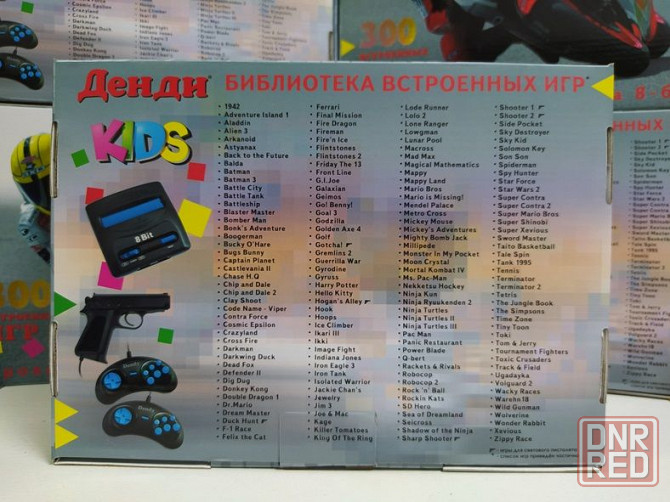 Денди
БИБЛИОТЕКА ВСТРОЕННЫХ ИГР
KIDS
8 Bit
1942
Adventure Island 1
Aladdin
Alien 3
Arkanoid
Astyanax
Back to the Future
Balda
Batman
Batman 3
Battle City
Battle Tank
Battleship
Blaster Master
Bomber Man
Bonk's Adventure
Boogerman
Bucky O'Hare
Bugs Bunny
Captain Planet
Castlevania II
Chase H.Q
Chip and Dale
Chip and Dale 2
Clay Shoot
Code Name - Viper
Contra Force
Cosmic Epsilon
Crazyland
Cross Fire
Darkman
Darkwing Duck
Dead Fox
Defender II
Dig Dug
Donkey Kong
Double Dragon 1
Dr.Mario
Dream Master
Duck Hunt
F-1 Race
Felix the Cat
Ferrari
Final Mission
Fire Dragon
Fireman
Fire'n Ice
Flintstones
Flintstones 2
Friday The 13
Front Line
G.I.Joe
Galaxian
Geimos
Go! Benny!
Goal 3
Godzilla
Golden Axe 4
Golf
Gotcha!
Gremlins 2
Guerrilla War
Gyrodine
Gyruss
Harry Potter
Hello Kitty
Hogan's Alley
Hook
Hoops
Ice Climber
Ikari III
Ikki
Image Fight
Indiana Jones
Iron Eagle 3
Iron Tank
Isolated Warrior
Jackie Chan's
Jewelry
Jim 3
Joe & Mac
Kage
Killer Tomatoes
King Of The Ring
Lode Runner
Lolo 2
Lone Ranger
Lowgman
Lunar Pool
Macross
Mad Max
Magical Mathematics
Mappy
Mappy Land
Mario Bros
Mario is Missing!
Mendel Palace
Metro Cross
Mickey Mouse
Mickey's Adventures
Mighty Bomb Jack
Millipede
Monster In My Pocket
Moon Crystal
Mortal Kombat IV
Ms. Pac-Man
Nekketsu Hockey
Ninja Kun
Ninja Ryukenden 2
Ninja Turtles
Ninja Turtles II
Ninja Turtles III
Pac Man
Panic Restaurant
Power Blade
Q-bert
Rackets & Rivals
Robocop
Robocop 2
Rock 'n' Ball
Rockin Kats
SD Hero
Sea of Dreamland
Seicross
Shadow of the Ninja
Sharp Shooter
Shooter 1
Shooter 2
Side Pocket
Sky Destroyer
Sky Kid
Solomon Key
Son Son
Spiderman
Spy Hunter
Star Force
Star Wars 2
Super Contra
Super Contra 2
Super Mario Bros
Super Shinobi
Super Xevious
Sword Master
Taito Basketball
Tale Spin
Tank 1995
Tennis
Terminator
Terminator 2
Tetris
The Jungle Book
The Simpsons
Time Zone
Tiny Toon
Toki
Tom & Jerry
Tournament Fighters
Toxic Crusaders
Track & Field
Ugadayka
Volguard 2
Wacky Races
Warehn.18
Wild Gunman
Wolverine
Wonder Rabbit
Xevious
Zippy Race
300
DNR
RED